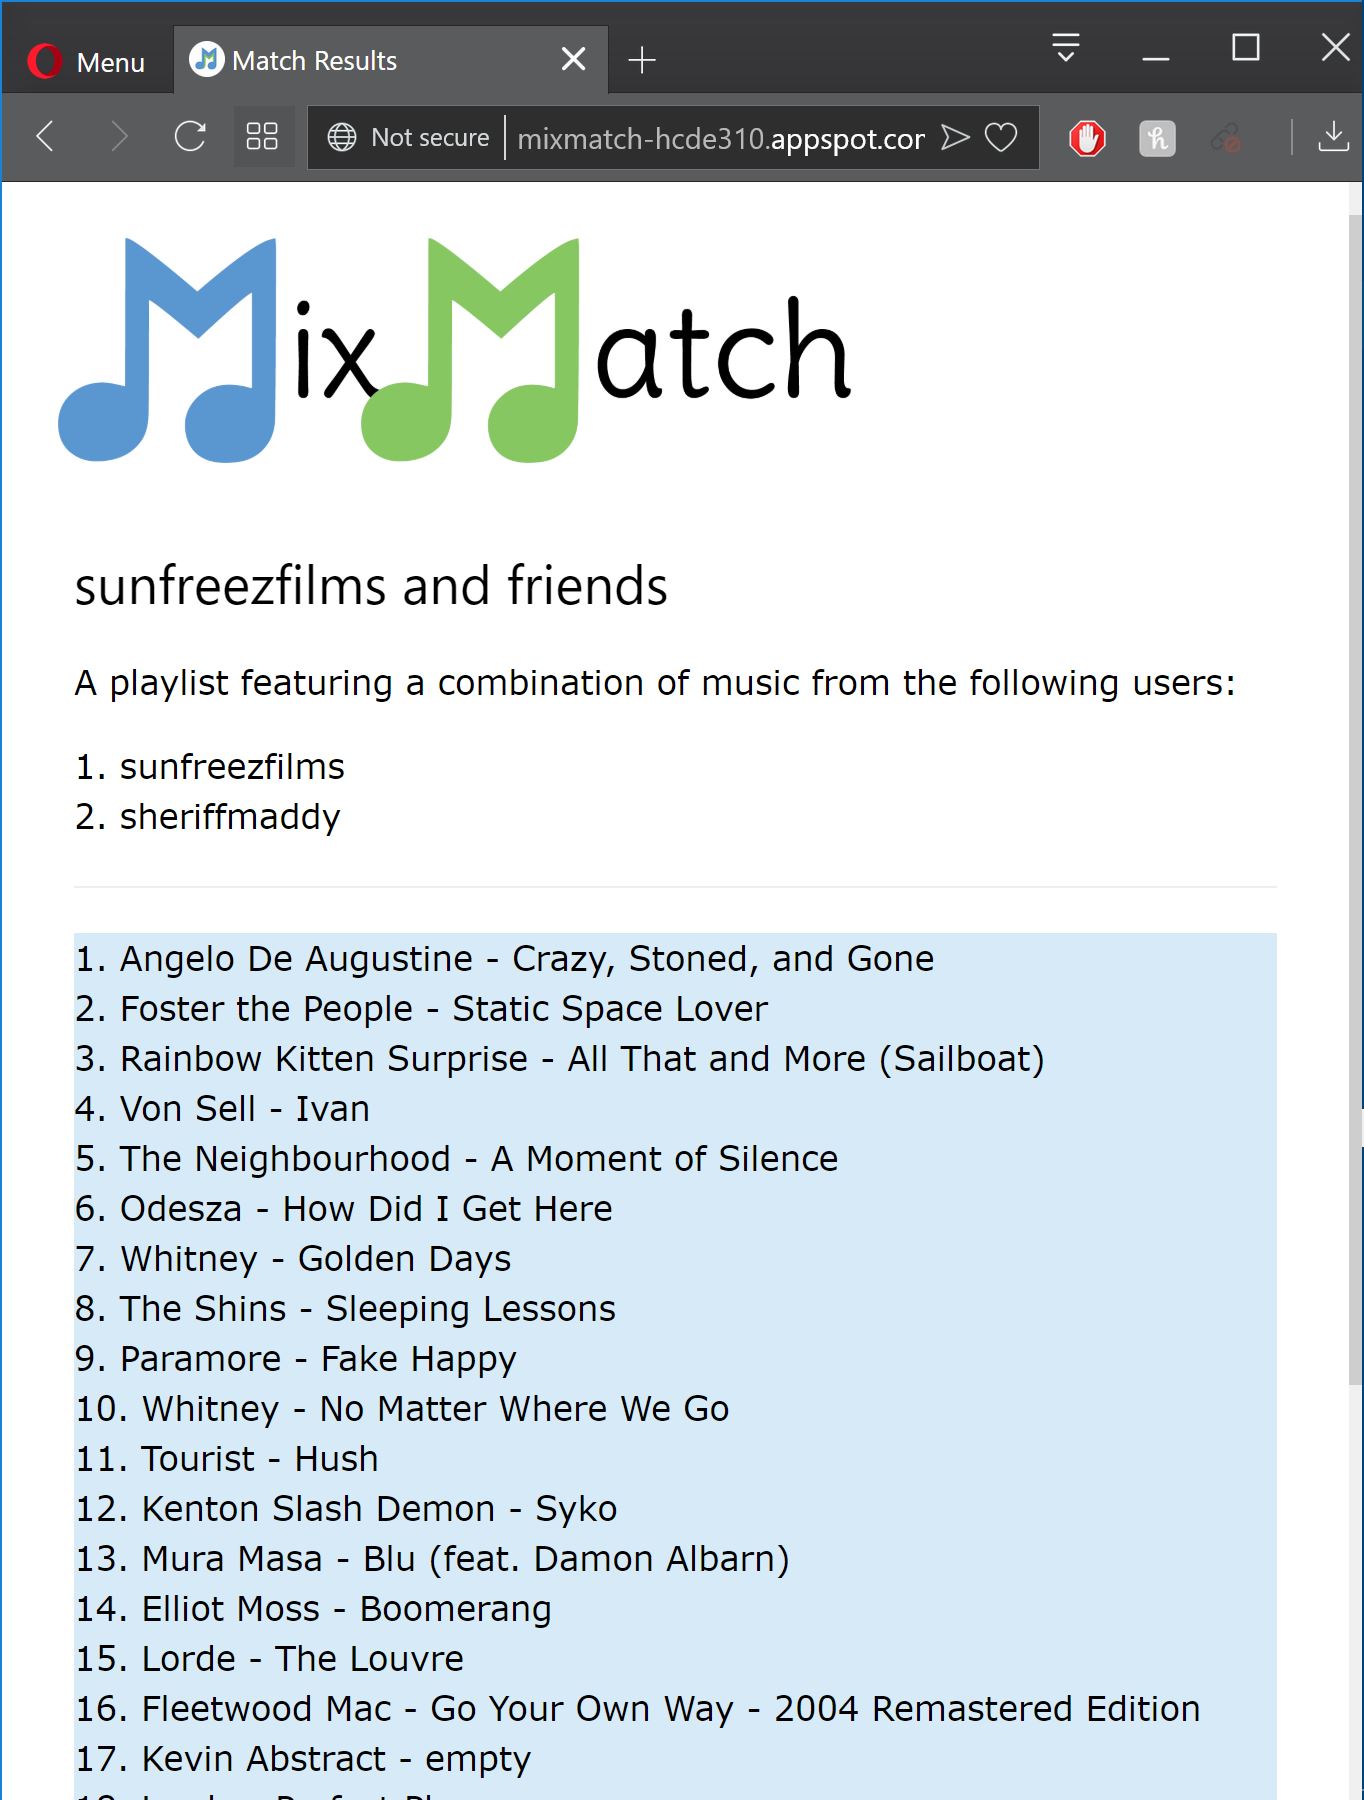 Menu
Match Results
Not secure
mixmatch-hcde310.appspot.cor
MixMatch
sunfreezfilms and friends
A playlist featuring a combination of music from the following users:
1. sunfreezfilms
2. sheriffmaddy
1. Angelo De Augustine - Crazy, Stoned, and Gone
2. Foster the People - Static Space Lover
3. Rainbow Kitten Surprise - All That and More (Sailboat)
4. Von Sell - Ivan
5. The Neighbourhood - A Moment of Silence
6. Odesza - How Did I Get Here
7. Whitney - Golden Days
8. The Shins - Sleeping Lessons
9. Paramore - Fake Happy
10. Whitney - No Matter Where We Go
11. Tourist - Hush
12. Kenton Slash Demon - Syko
13. Mura Masa - Blu (feat. Damon Albarn)
14. Elliot Moss - Boomerang
15. Lorde - The Louvre
16. Fleetwood Mac - Go Your Own Way - 2004 Remastered Edition
17. Kevin Abstract - empty